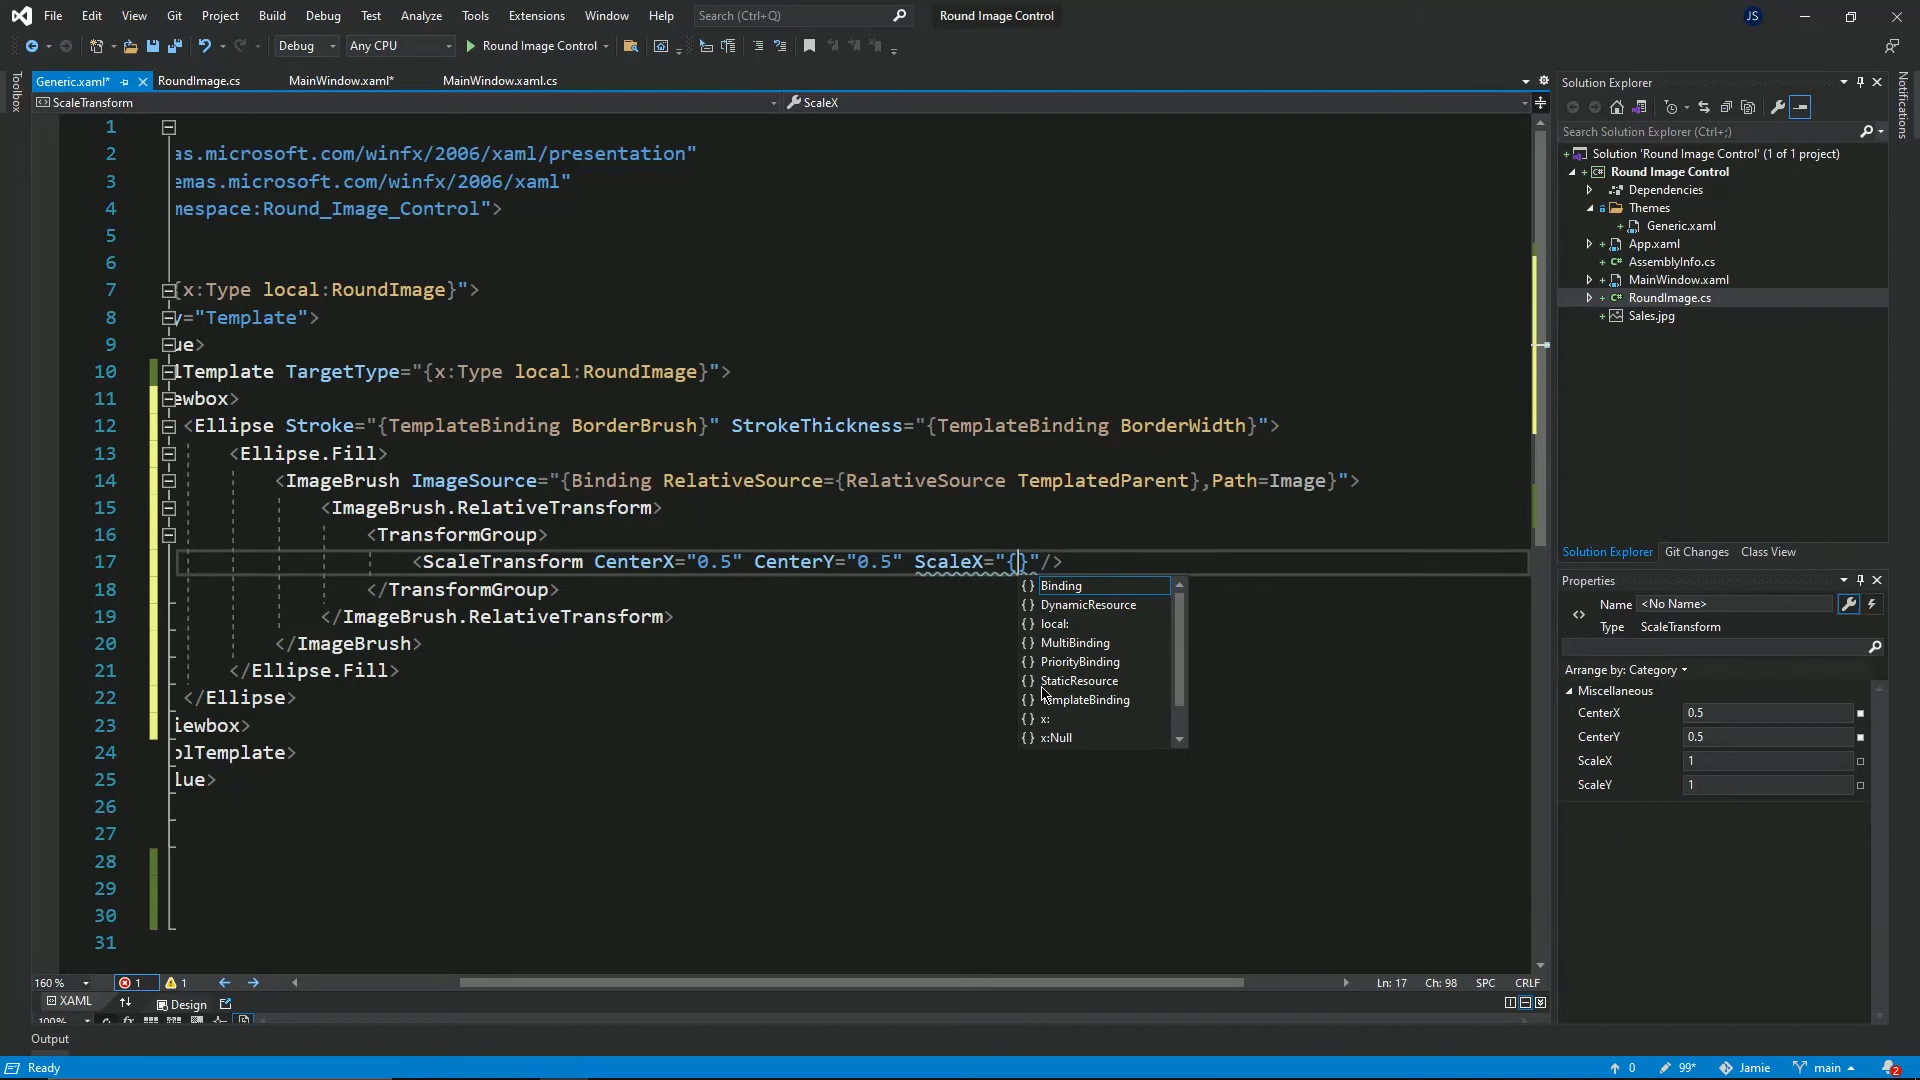 File Edit View Git Project Build Debug Test Analyze Tools Extensions Window Help Search (Ctrl+Q) Round Image Control JS
Debug Any CPU Round Image Control
Toolbox
Generic.xaml* RoundImage.cs MainWindow.xaml* MainWindow.xaml.cs
ScaleTransform ScaleX
1
2 as.microsoft.com/winfx/2006/xaml/presentation"
3 emas.microsoft.com/winfx/2006/xaml"
4 mespace:Round_Image_Control">
5
6
7 {x:Type local:RoundImage}">
8 y="Template">
9 ue>
10 lTemplate TargetType="{x:Type local:RoundImage}">
11 ewbox>
12 <Ellipse Stroke="{TemplateBinding BorderBrush}" StrokeThickness="{TemplateBinding BorderWidth}">
13 <Ellipse.Fill>
14 <ImageBrush ImageSource="{Binding RelativeSource={RelativeSource TemplatedParent},Path=Image}">
15 <ImageBrush.RelativeTransform>
16 <TransformGroup>
17 <ScaleTransform CenterX="0.5" CenterY="0.5" ScaleX="{}"/>
18 </TransformGroup>
19 </ImageBrush.RelativeTransform>
20 </ImageBrush>
21 </Ellipse.Fill>
22 </Ellipse>
23 iewbox>
24 olTemplate>
25 lue>
26
27
28
29
30
31
{} Binding
{} DynamicResource
{} local:
{} MultiBinding
{} PriorityBinding
{} StaticResource
{} TemplateBinding
{} x:
{} x:Null
160 % 1 1 Ln: 17 Ch: 98 SPC CRLF
XAML Design
100%
Output
Ready 0 99* Jamie main 2
Solution Explorer
Search Solution Explorer (Ctrl+;)
Solution 'Round Image Control' (1 of 1 project)
Round Image Control
Dependencies
Themes
Generic.xaml
App.xaml
AssemblyInfo.cs
MainWindow.xaml
RoundImage.cs
Sales.jpg
Solution Explorer Git Changes Class View
Properties
Name <No Name>
Type ScaleTransform
Arrange by: Category
Miscellaneous
CenterX 0.5
CenterY 0.5
ScaleX 1
ScaleY 1
Notifications